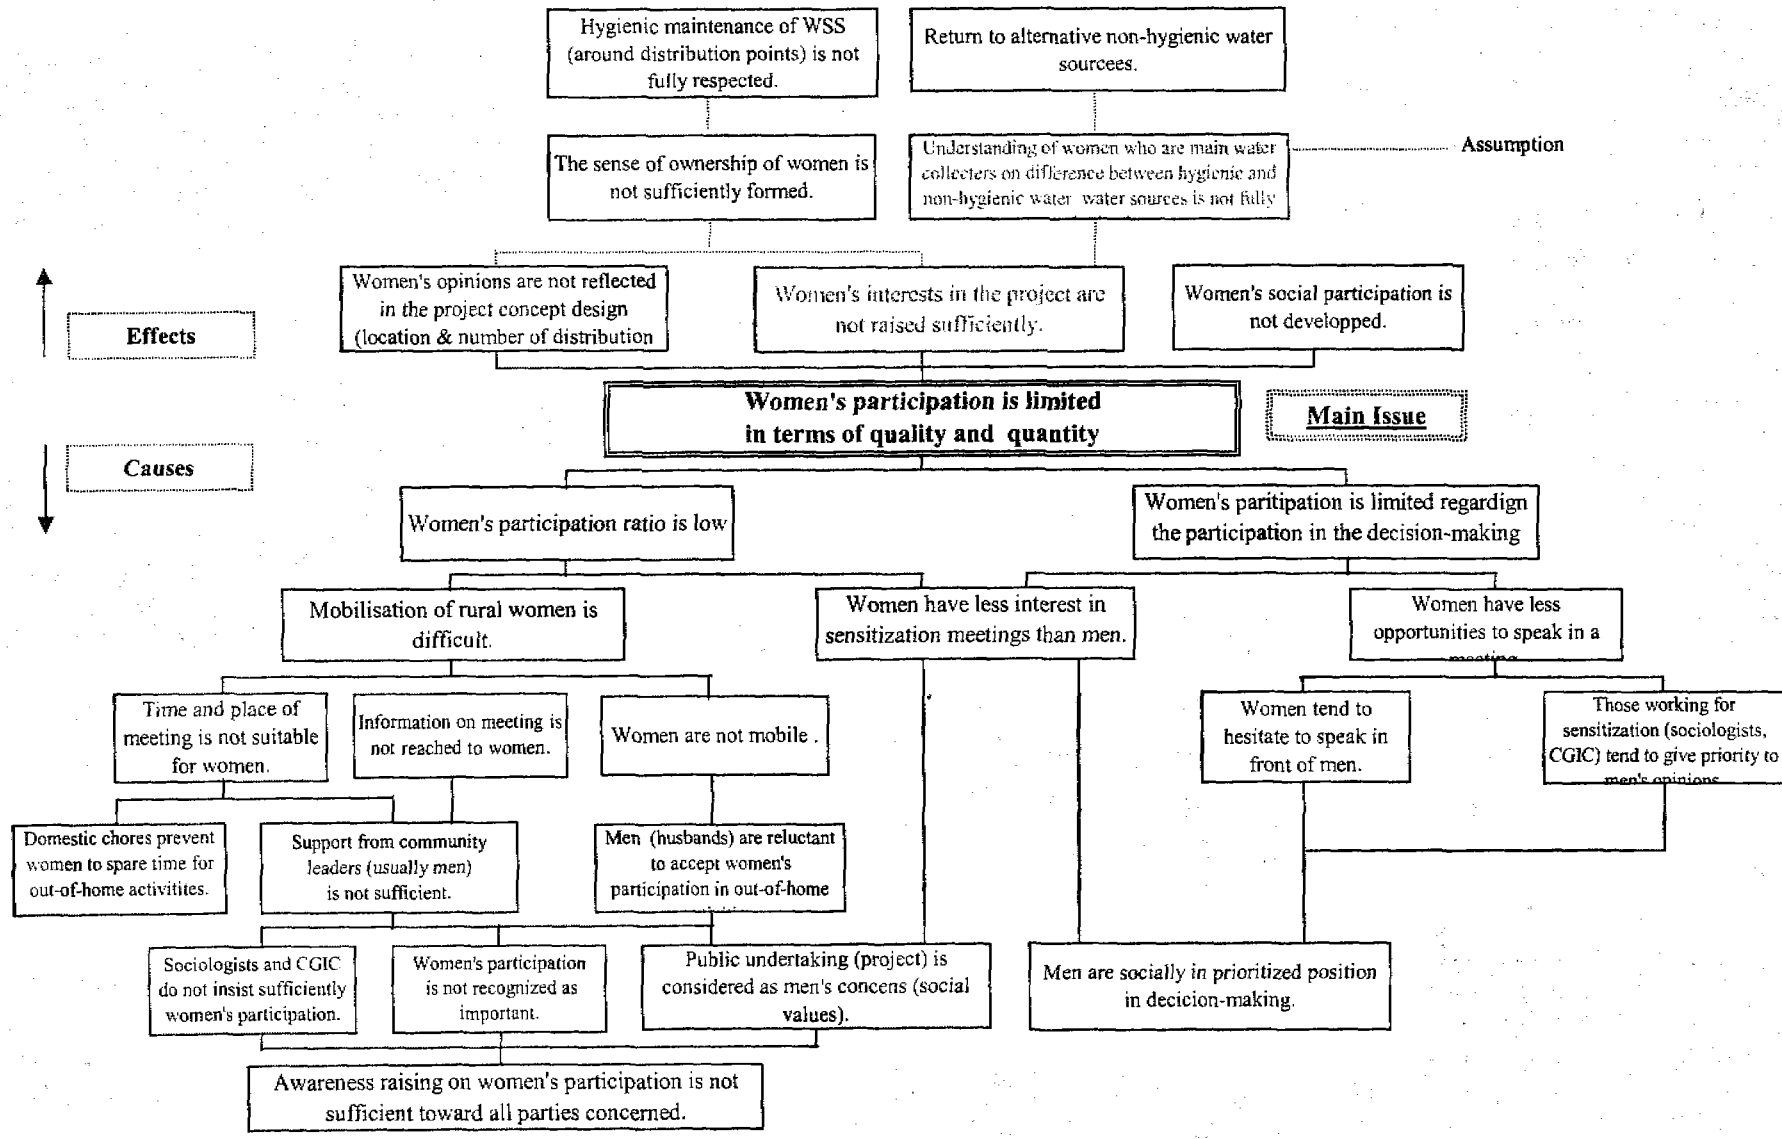 Hygienic maintenance of WSS
(around distribution points) is not
fully respected.
Return to alternative non-hygienic water
sourcees.
The sense of ownership of women is
not sufficiently formed.
Understanding of women who are main water
collecters on difference between hygienic and
non-hygienic water water sources is not fully
Assumption
Women's opinions are not reflected
in the project concept design
(location & number of distribution
Women's interests in the project are
not raised sufficiently.
Women's social participation is
not developped.
Effects
Women's participation is limited
in terms of quality and quantity
Main Issue
Causes
Women's participation ratio is low
Women's paritipation is limited regardign
the participation in the decision-making
Mobilisation of rural women is
difficult.
Women have less interest in
sensitization meetings than men.
Women have less
opportunities to speak in a
meeting
Time and place of
meeting is not suitable
for women.
Information on meeting is
not reached to women.
Women are not mobile .
Women tend to
hesitate to speak in
front of men.
Those working for
sensitization (sociologists,
CGIC) tend to give priority to
men's opinions
Domestic chores prevent
women to spare time for
out-of-home activitites.
Support from community
leaders (usually men)
is not sufficient.
Men (husbands) are reluctant
to accept women's
participation in out-of-home
Sociologists and CGIC
do not insist sufficiently
women's participation.
Women's participation
is not recognized as
important.
Public undertaking (project) is
considered as men's concens (social
values).
Men are socially in prioritized position
in decicion-making.
Awareness raising on women's participation is not
sufficient toward all parties concerned.